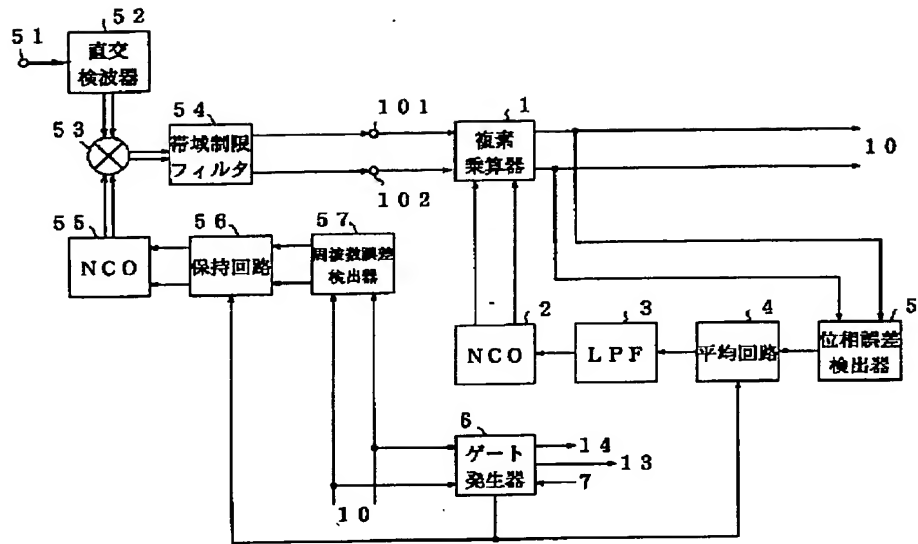 51
52
直交
検波器
53
54
帯域制限
フィルタ
101
102
1
複素
乗算器
10
55
NCO
56
保持回路
57
周波数誤差
検出器
2
NCO
3
LPF
4
平均回路
5
位相誤差
検出器
6
ゲート
発生器
14
13
7
10